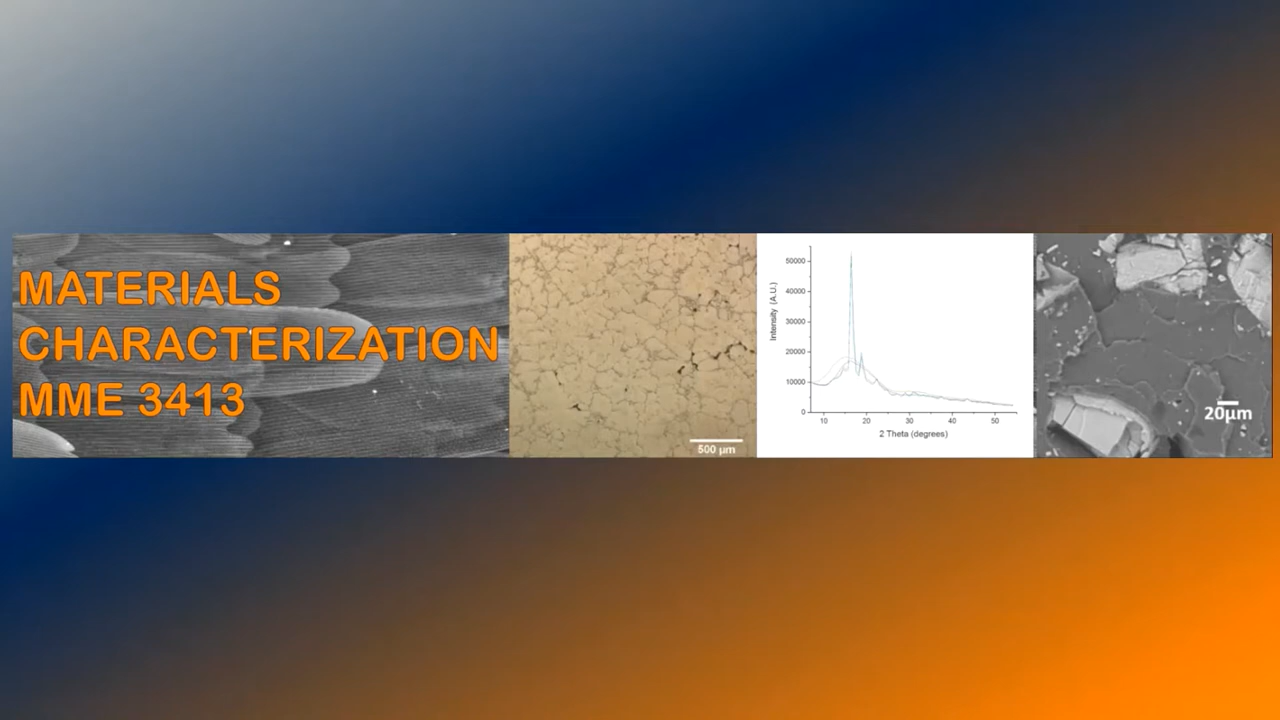 MATERIALS
CHARACTERIZATION
MME 3413
500 µm
Intensity (A.U.)
50000
40000
30000
20000
10000
0
10 20 30 40 50
2 Theta (degrees)
20µm